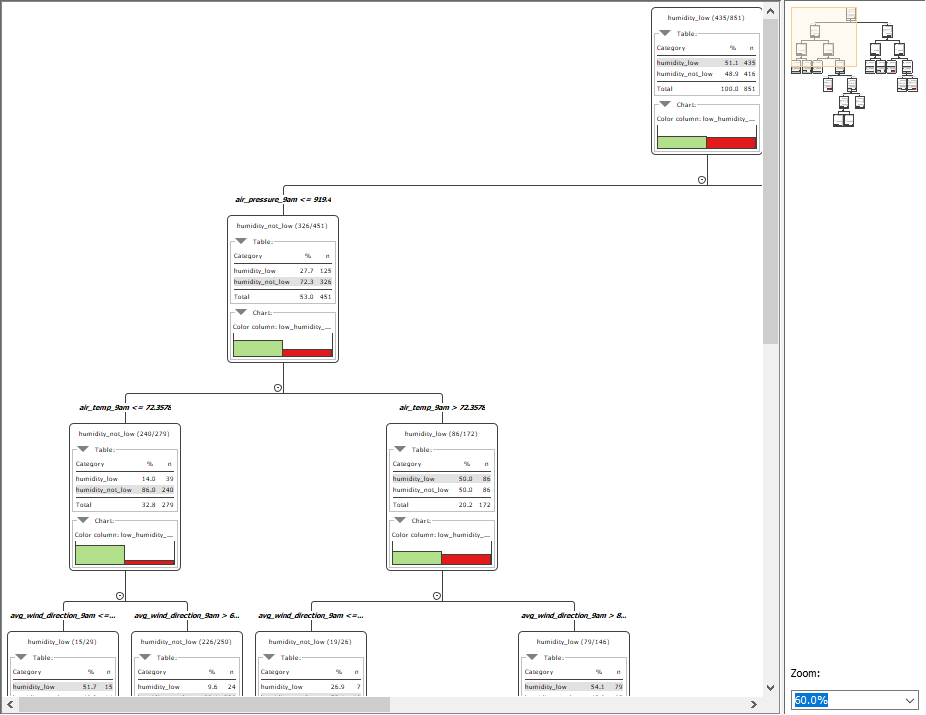 humidity_low (435/851)
Table:
Category % n
humidity_low 51.1 435
humidity_not_low 48.9 416
Total 100.0 851
Chart:
Color column: low_humidity_...
air_pressure_9am <= 919.4
humidity_not_low (326/451)
Table:
Category % n
humidity_low 27.7 125
humidity_not_low 72.3 326
Total 53.0 451
Chart:
Color column: low_humidity_...
air_temp_9am <= 72.3578
air_temp_9am > 72.3578
humidity_not_low (240/279)
Table:
Category % n
humidity_low 14.0 39
humidity_not_low 86.0 240
Total 32.8 279
Chart:
Color column: low_humidity_...
humidity_low (86/172)
Table:
Category % n
humidity_low 50.0 86
humidity_not_low 50.0 86
Total 20.2 172
Chart:
Color column: low_humidity_...
avg_wind_direction_9am <=...
avg_wind_direction_9am > 6...
avg_wind_direction_9am <=...
avg_wind_direction_9am > 8...
humidity_low (15/29)
Table:
Category % n
humidity_low 51.7 15
humidity_not_low (226/250)
Table:
Category % n
humidity_low 9.6 24
humidity_not_low (19/26)
Table:
Category % n
humidity_low 26.9 7
humidity_low (79/146)
Table:
Category % n
humidity_low 54.1 79
Zoom:
60.0%